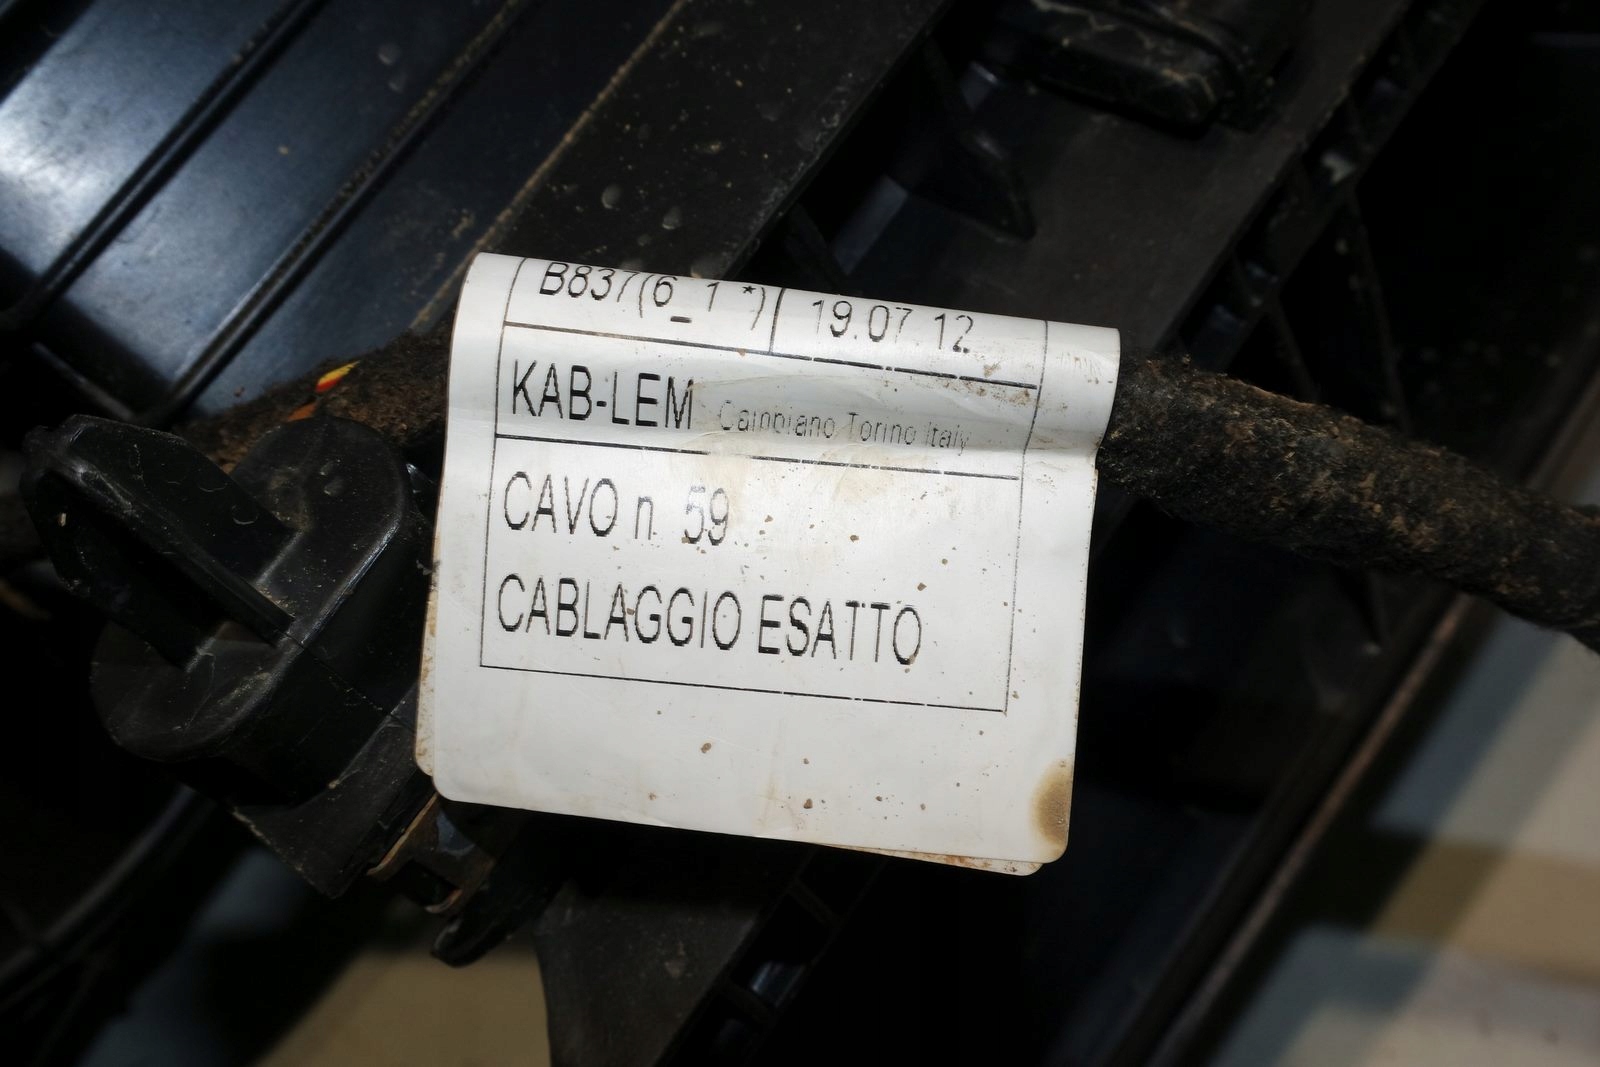 B837(6_1 *) 19.07.12
KAB-LEM Cambiano Torino Italy
CAVO n. 59
CABLAGGIO ESATTO